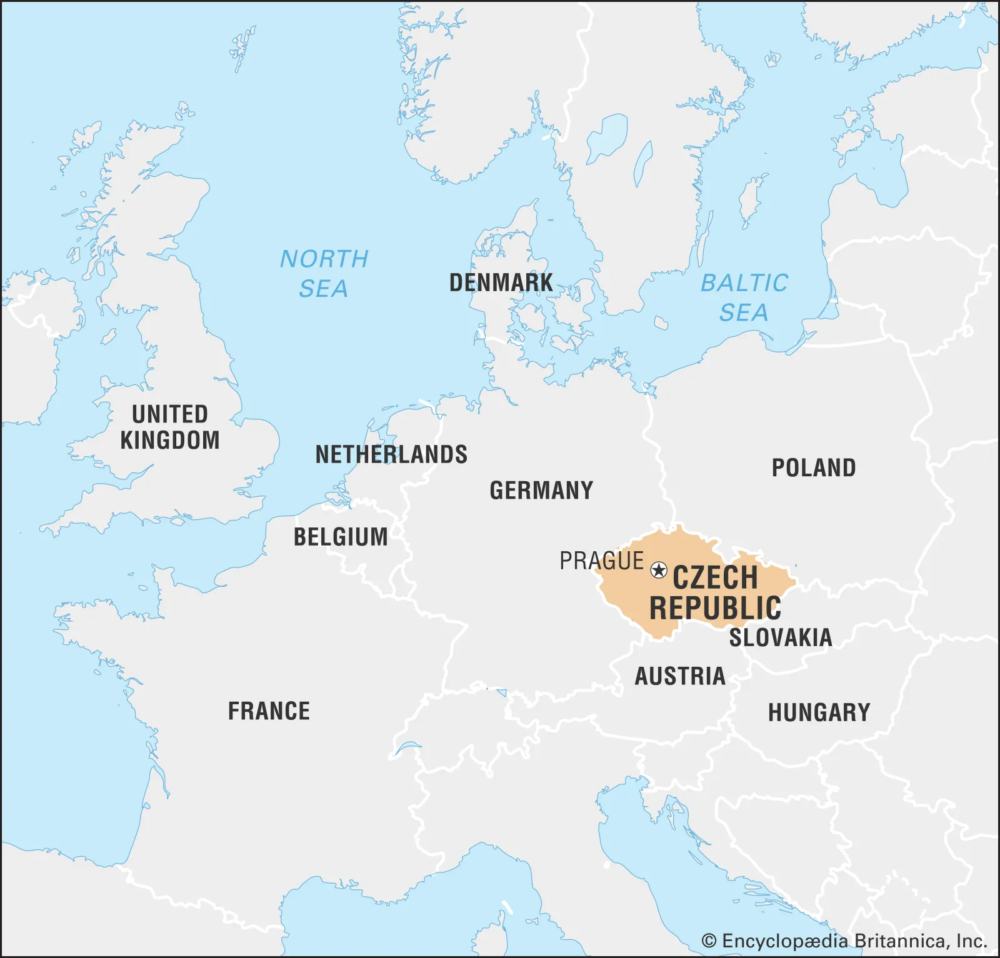 NORTH
SEA
DENMARK
BALTIC
SEA
UNITED
KINGDOM
NETHERLANDS
POLAND
GERMANY
BELGIUM
PRAGUE
CZECH
REPUBLIC
SLOVAKIA
AUSTRIA
FRANCE
HUNGARY
© Encyclopædia Britannica, Inc.